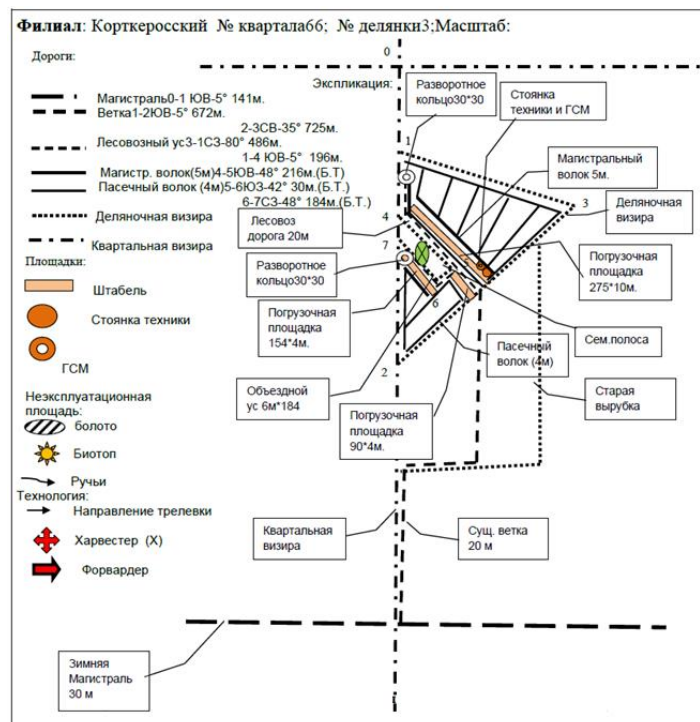 Филиал: Корткеросский № квартала66; № делянки3;Масштаб:
0
Дороги:
Экспликация:
Разворотное
кольцо30*30
Стоянка
техники и ГСМ
Магистраль0-1 ЮВ-5° 141м.
Ветка1-2ЮВ-5° 672м.
2-3СВ-35° 725м.
Лесовозный ус3-1СЗ-80° 486м.
1-4 ЮВ-5° 196м.
Магистр. волок(5м)4-5ЮВ-48° 216м.(Б.Т)
Пасечный волок (4м)5-6ЮЗ-42° 30м.(Б.Т.)
6-7СЗ-48° 184м.(Б.Т.)
Деляночная визира
Квартальная визира
1
Магистральный
волок 5м.
3
Деляночная
визира
Лесовоз
дорога 20м
4
7
Площадки:
Штабель
Стоянка техники
ГСМ
Разворотное
кольцо30*30
Погрузочная
площадка
275*10м.
Погрузочная
площадка
154*4м.
6
Сем.полоса
2
Пасечный
волок (4м)
Объездной
ус 6м*184
Погрузочная
площадка
90*4м.
Старая
вырубка
Неэксплуатационная
площадь:
болото
Биотоп
Ручьи
Технология:
Направление трелевки
Харвестер (Х)
Форвардер
Квартальная
визира
Сущ. ветка
20 м
Зимняя
Магистраль
30 м